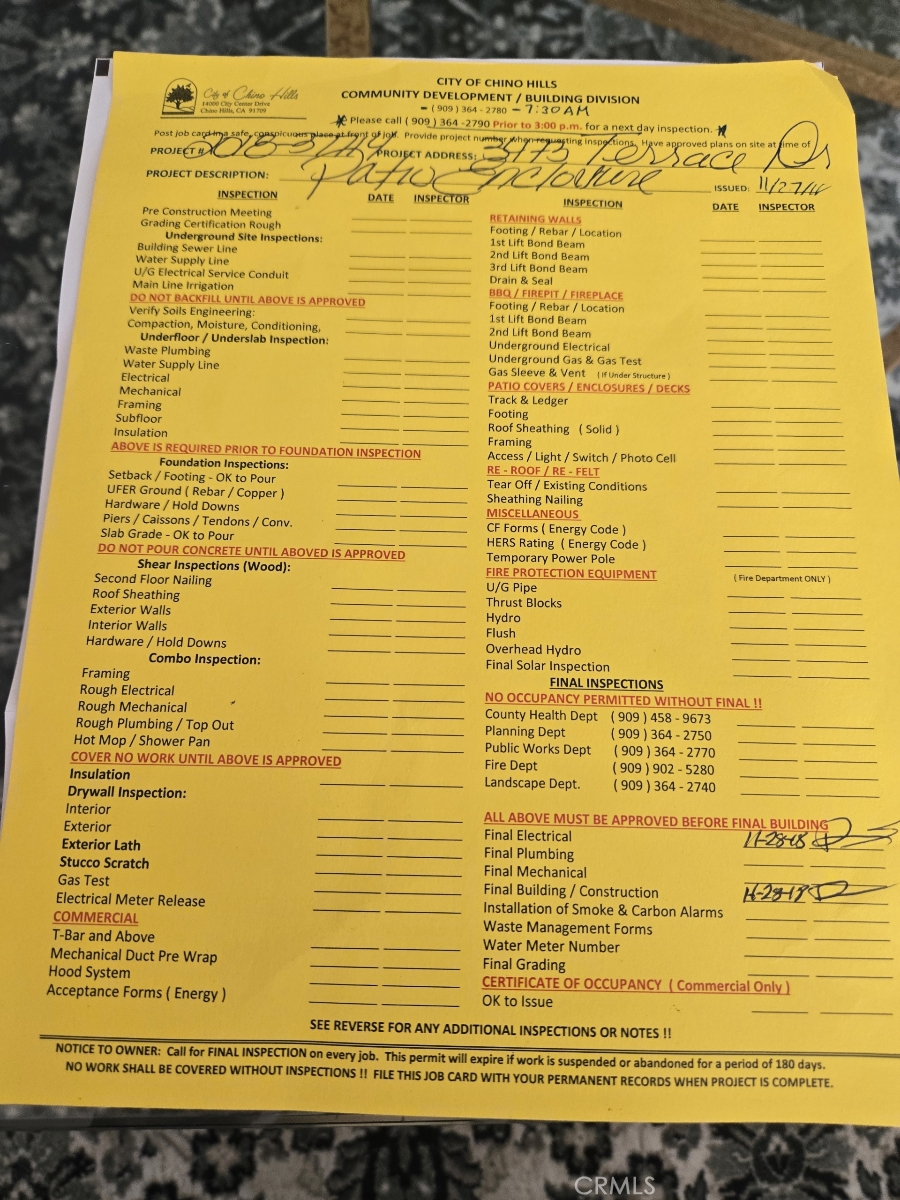 City of Chino Hills
14000 City Center Drive
Chino Hills, CA 91709
CITY OF CHINO HILLS
COMMUNITY DEVELOPMENT / BUILDING DIVISION
- ( 909 ) 364 - 2780 - 7:30AM
* Please call ( 909 ) 364 -2790 Prior to 3:00 p.m. for a next day inspection. *
Post job card in a safe, conspicuous place at front of job. Provide project number when requesting inspections. Have approved plans on site at time of
PROJECT # PROJECT ADDRESS: Terrace Dr
PROJECT DESCRIPTION: Patio Enclosure ISSUED:
INSPECTION DATE INSPECTOR
Pre Construction Meeting
Grading Certification Rough
Underground Site Inspections:
Building Sewer Line
Water Supply Line
U/G Electrical Service Conduit
Main Line Irrigation
DO NOT BACKFILL UNTIL ABOVE IS APPROVED
Verify Soils Engineering:
Compaction, Moisture, Conditioning,
Underfloor / Underslab Inspection:
Waste Plumbing
Water Supply Line
Electrical
Mechanical
Framing
Subfloor
Insulation
ABOVE IS REQUIRED PRIOR TO FOUNDATION INSPECTION
Foundation Inspections:
Setback / Footing - OK to Pour
UFER Ground ( Rebar / Copper )
Hardware / Hold Downs
Piers / Caissons / Tendons / Conv.
Slab Grade - OK to Pour
DO NOT POUR CONCRETE UNTIL ABOVED IS APPROVED
Shear Inspections (Wood):
Second Floor Nailing
Roof Sheathing
Exterior Walls
Interior Walls
Hardware / Hold Downs
Combo Inspection:
Framing
Rough Electrical
Rough Mechanical
Rough Plumbing / Top Out
Hot Mop / Shower Pan
COVER NO WORK UNTIL ABOVE IS APPROVED
Insulation
Drywall Inspection:
Interior
Exterior
Exterior Lath
Stucco Scratch
Gas Test
Electrical Meter Release
COMMERCIAL
T-Bar and Above
Mechanical Duct Pre Wrap
Hood System
Acceptance Forms ( Energy )
INSPECTION DATE INSPECTOR
RETAINING WALLS
Footing / Rebar / Location
1st Lift Bond Beam
2nd Lift Bond Beam
3rd Lift Bond Beam
Drain & Seal
BBQ / FIREPIT / FIREPLACE
Footing / Rebar / Location
1st Lift Bond Beam
2nd Lift Bond Beam
Underground Electrical
Underground Gas & Gas Test
Gas Sleeve & Vent ( If Under Structure )
PATIO COVERS / ENCLOSURES / DECKS
Track & Ledger
Footing
Roof Sheathing ( Solid )
Framing
Access / Light / Switch / Photo Cell
RE - ROOF / RE - FELT
Tear Off / Existing Conditions
Sheathing Nailing
MISCELLANEOUS
CF Forms ( Energy Code )
HERS Rating ( Energy Code )
Temporary Power Pole
FIRE PROTECTION EQUIPMENT ( Fire Department ONLY )
U/G Pipe
Thrust Blocks
Hydro
Flush
Overhead Hydro
Final Solar Inspection
FINAL INSPECTIONS
NO OCCUPANCY PERMITTED WITHOUT FINAL !!
County Health Dept ( 909 ) 458 - 9673
Planning Dept ( 909 ) 364 - 2750
Public Works Dept ( 909 ) 364 - 2770
Fire Dept ( 909 ) 902 - 5280
Landscape Dept. ( 909 ) 364 - 2740
ALL ABOVE MUST BE APPROVED BEFORE FINAL BUILDING
Final Electrical 11-28-18
Final Plumbing
Final Mechanical
Final Building / Construction 11-28-18
Installation of Smoke & Carbon Alarms
Waste Management Forms
Water Meter Number
Final Grading
CERTIFICATE OF OCCUPANCY ( Commercial Only )
OK to Issue
SEE REVERSE FOR ANY ADDITIONAL INSPECTIONS OR NOTES !!
NOTICE TO OWNER: Call for FINAL INSPECTION on every job. This permit will expire if work is suspended or abandoned for a period of 180 days.
NO WORK SHALL BE COVERED WITHOUT INSPECTIONS !! FILE THIS JOB CARD WITH YOUR PERMANENT RECORDS WHEN PROJECT IS COMPLETE.
CRMLS